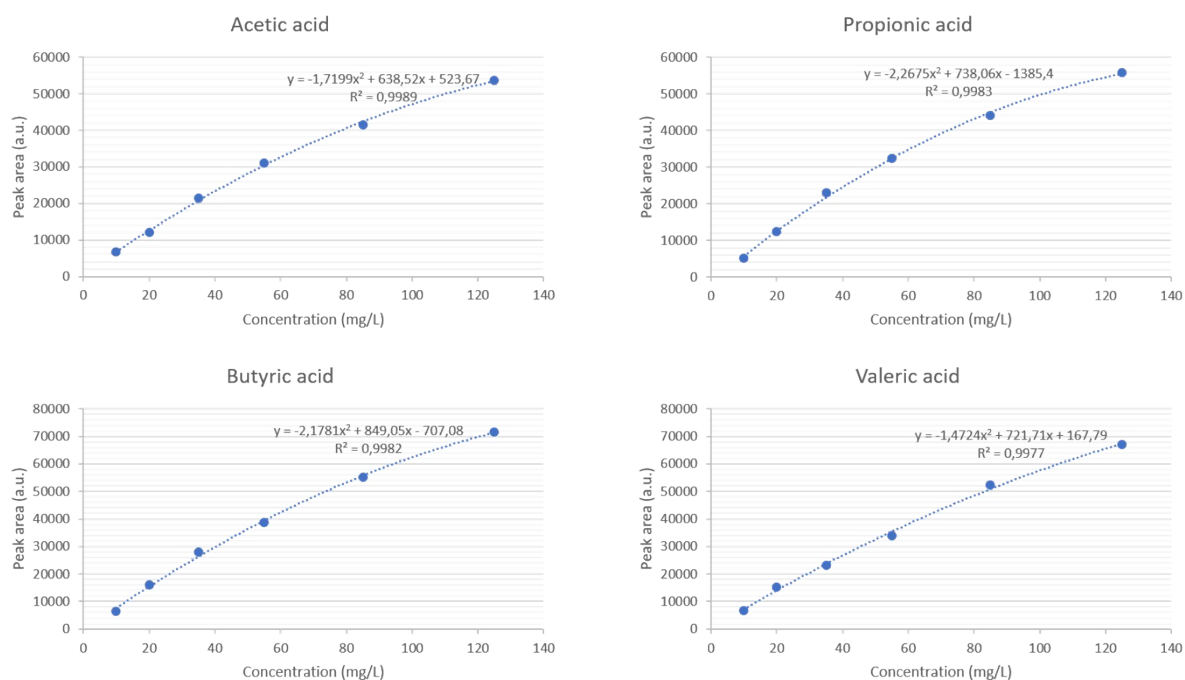 Acetic acid
y = -1,7199x² + 638,52x + 523,67
R² = 0,9989
Peak area (a.u.)
60000
50000
40000
30000
20000
10000
0
0 20 40 60 80 100 120 140
Concentration (mg/L)
Propionic acid
y = -2,2675x² + 738,06x - 1385,4
R² = 0,9983
Peak area (a.u.)
60000
50000
40000
30000
20000
10000
0
0 20 40 60 80 100 120 140
Concentration (mg/L)
Butyric acid
y = -2,1781x² + 849,05x - 707,08
R² = 0,9982
Peak area (a.u.)
80000
70000
60000
50000
40000
30000
20000
10000
0
0 20 40 60 80 100 120 140
Concentration (mg/L)
Valeric acid
y = -1,4724x² + 721,71x + 167,79
R² = 0,9977
Peak area (a.u.)
80000
70000
60000
50000
40000
30000
20000
10000
0
0 20 40 60 80 100 120 140
Concentration (mg/L)